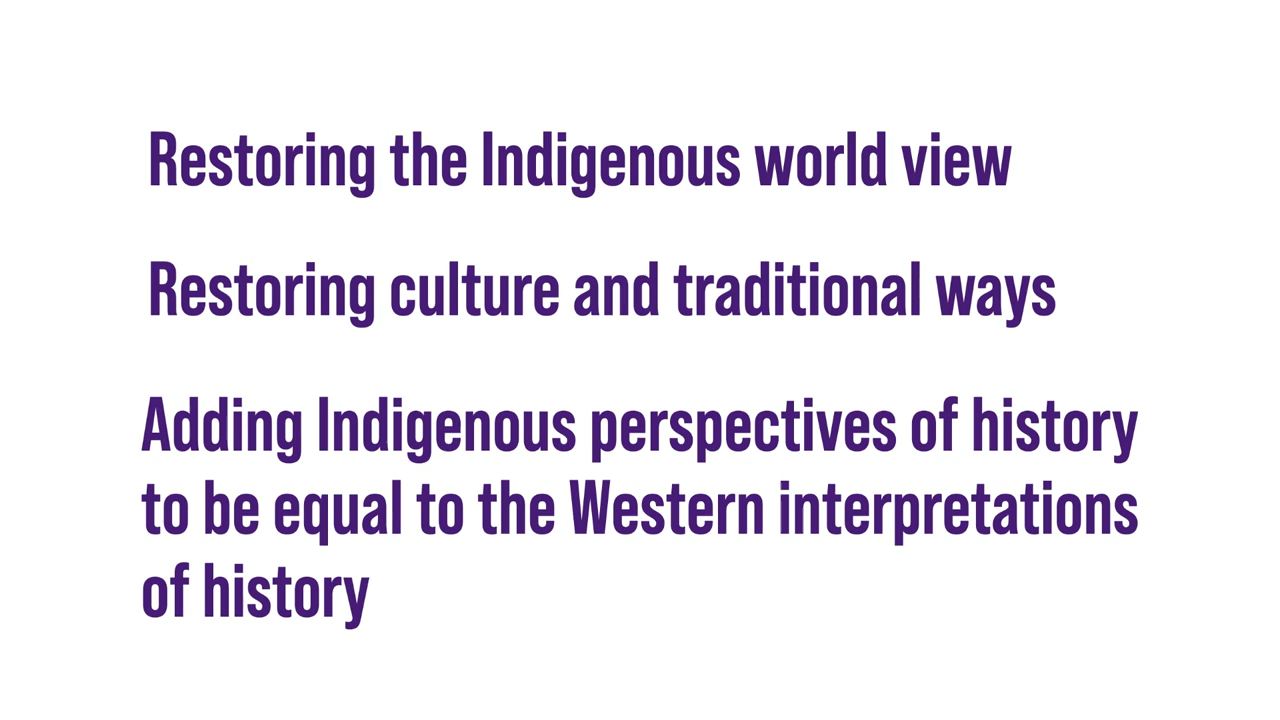 Restoring the Indigenous world view
Restoring culture and traditional ways
Adding Indigenous perspectives of history
to be equal to the Western interpretations
of history